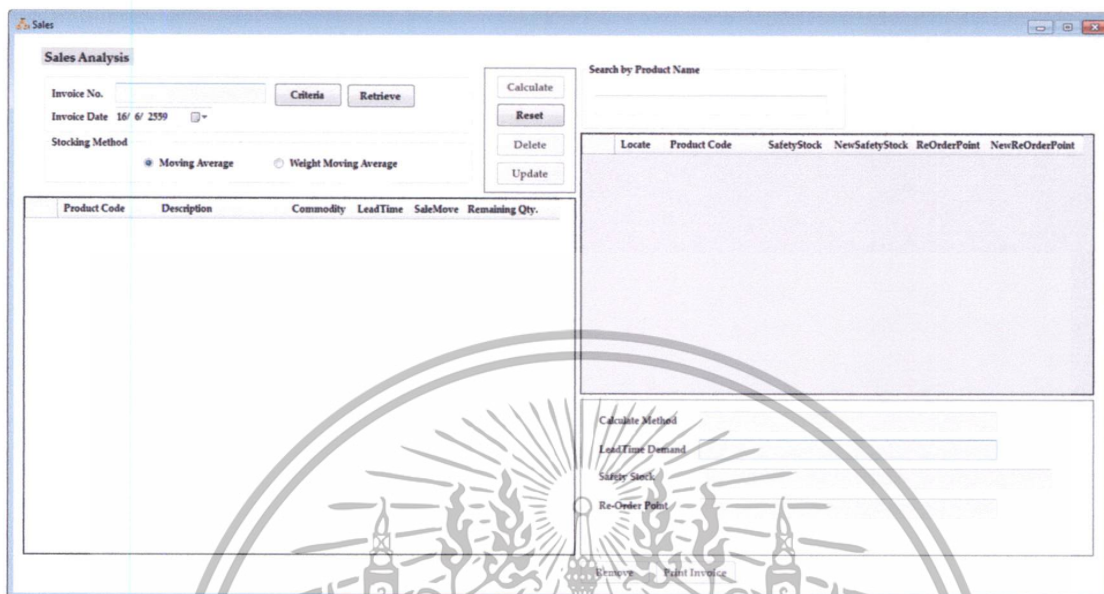 Sales
Sales Analysis
Invoice No.
Criteria
Retrieve
Invoice Date 16/ 6/ 2559
Stocking Method
Moving Average
Weight Moving Average
Calculate
Reset
Delete
Update
Search by Product Name
Product Code Description Commodity LeadTime SaleMove Remaining Qty.
Locate Product Code SafetyStock NewSafetyStock ReOrderPoint NewReOrderPoint
Calculate Method
LeadTime Demand
Safety Stock
Re-Order Point
Remove
Print Invoice